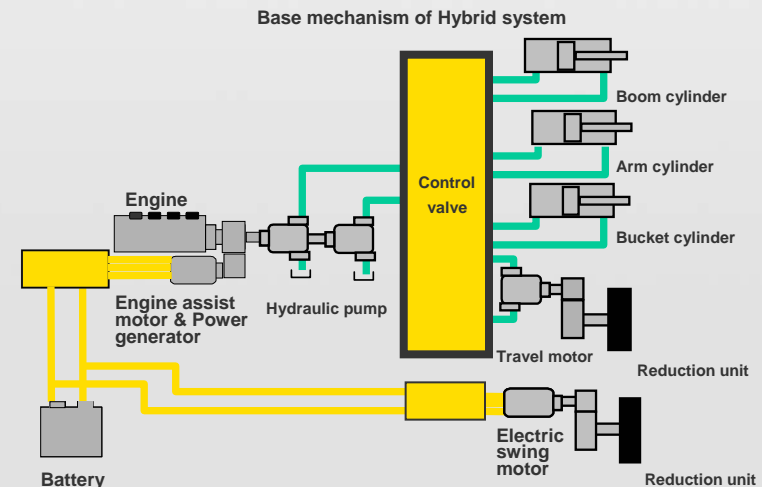 Base mechanism of Hybrid system
Boom cylinder
Arm cylinder
Control
valve
Engine
Bucket cylinder
Engine assist
motor & Power
generator
Hydraulic pump
Travel motor
Reduction unit
Electric
swing
motor
Battery
Reduction unit